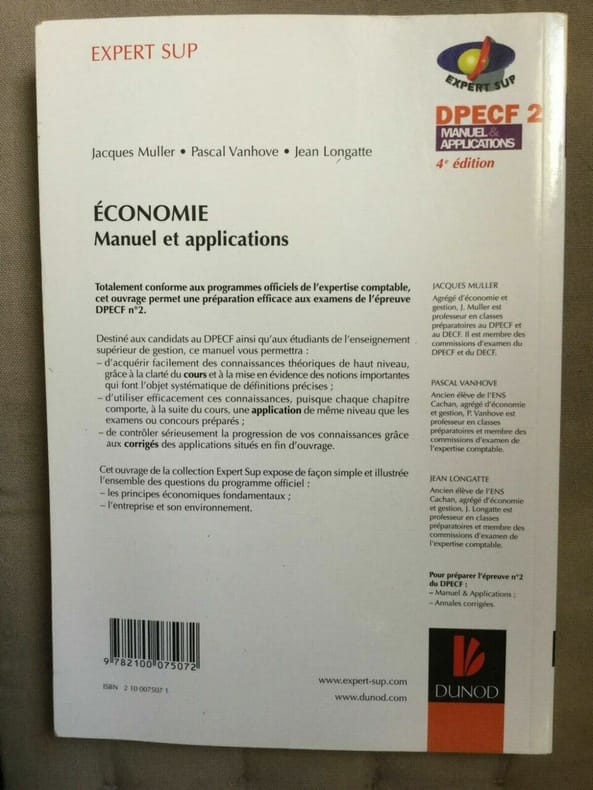 EXPERT SUP
EXPERT SUP
DPECF 2
MANUEL &
APPLICATIONS
4e édition
Jacques Muller • Pascal Vanhove • Jean Longatte
ÉCONOMIE
Manuel et applications
Totalement conforme aux programmes officiels de l'expertise comptable,
cet ouvrage permet une préparation efficace aux examens de l'épreuve
DPECF n°2.
Destiné aux candidats au DPECF ainsi qu'aux étudiants de l'enseignement
supérieur de gestion, ce manuel vous permettra :
– d'acquérir facilement des connaissances théoriques de haut niveau,
grâce à la clarté du cours et à la mise en évidence des notions importantes
qui font l'objet systématique de définitions précises ;
– d'utiliser efficacement ces connaissances, puisque chaque chapitre
comporte, à la suite du cours, une application de même niveau que les
examens ou concours préparés ;
– de contrôler sérieusement la progression de vos connaissances grâce
aux corrigés des applications situés en fin d'ouvrage.
Cet ouvrage de la collection Expert Sup expose de façon simple et illustrée
l'ensemble des questions du programme officiel :
– les principes économiques fondamentaux ;
– l'entreprise et son environnement.
JACQUES MULLER
Agrégé d'économie et
gestion, J. Muller est
professeur en classes
préparatoires au DPECF et
au DECF. Il est membre des
commissions d'examen du
DPECF et du DECF.
PASCAL VANHOVE
Ancien élève de l'ENS
Cachan, agrégé d'économie
et gestion, P. Vanhove est
professeur en classes
préparatoires et membre des
commissions d'examen de
l'expertise comptable.
JEAN LONGATTE
Ancien élève de l'ENS
Cachan, agrégé d'économie
et gestion, J. Longatte est
professeur en classes
préparatoires et membre des
commissions d'examen de
l'expertise comptable.
Pour préparer l'épreuve n°2
du DPECF :
– Manuel & Applications ;
– Annales corrigées.
9 782100 075072
ISBN 2 10 007507 1
www.expert-sup.com
www.dunod.com
DUNOD